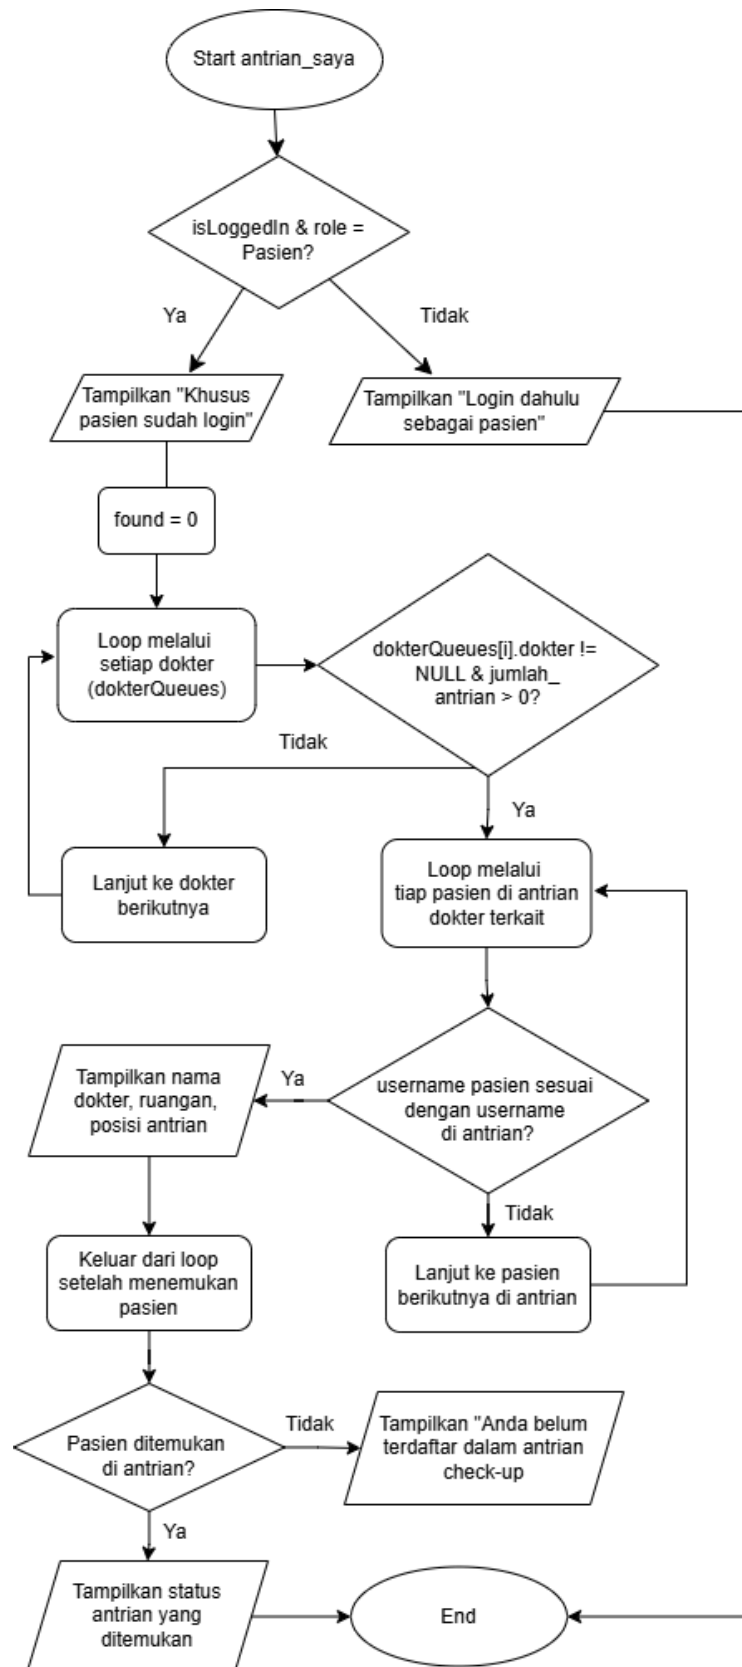 Start antrian_saya
isLoggedIn & role =
Pasien?
Ya
Tidak
Tampilkan "Khusus
pasien sudah login"
Tampilkan "Login dahulu
sebagai pasien"
found = 0
Loop melalui
setiap dokter
(dokterQueues)
dokterQueues[i].dokter !=
NULL & jumlah_
antrian > 0?
Tidak
Ya
Lanjut ke dokter
berikutnya
Loop melalui
tiap pasien di antrian
dokter terkait
username pasien sesuai
dengan username
di antrian?
Ya
Tampilkan nama
dokter, ruangan,
posisi antrian
Tidak
Keluar dari loop
setelah menemukan
pasien
Lanjut ke pasien
berikutnya di antrian
Pasien ditemukan
di antrian?
Tidak
Tampilkan "Anda belum
terdaftar dalam antrian
check-up
Ya
Tampilkan status
antrian yang
ditemukan
End